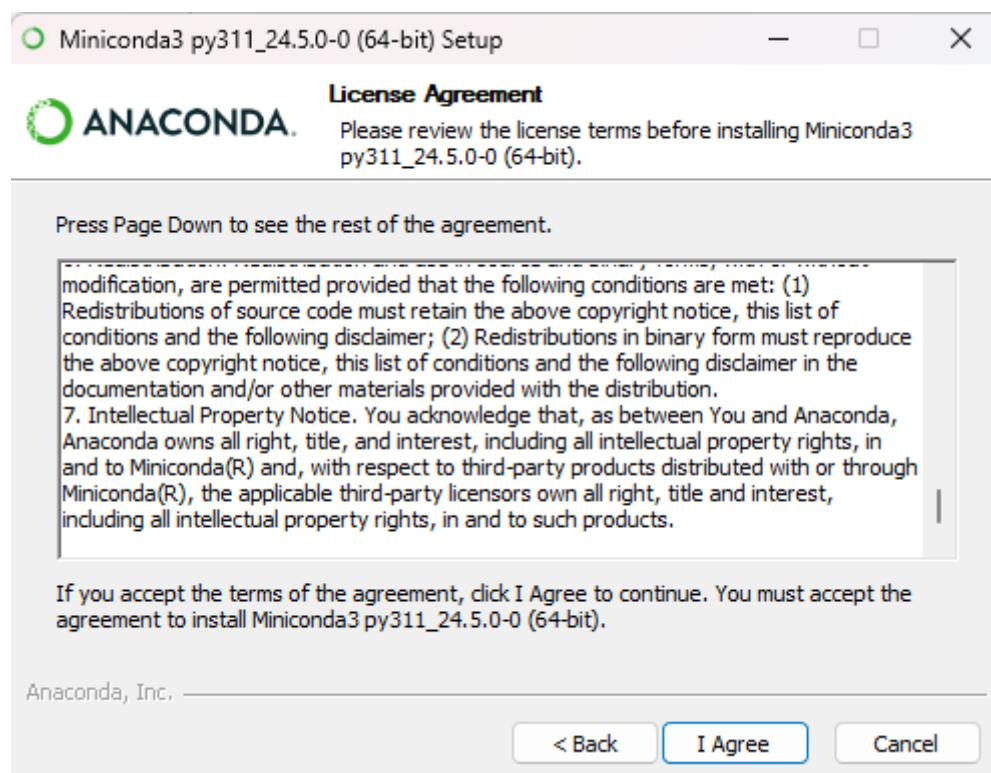 Miniconda3 py311_24.5.0-0 (64-bit) Setup
ANACONDA.
License Agreement
Please review the license terms before installing Miniconda3
py311_24.5.0-0 (64-bit).
Press Page Down to see the rest of the agreement.
modification, are permitted provided that the following conditions are met: (1)
Redistributions of source code must retain the above copyright notice, this list of
conditions and the following disclaimer; (2) Redistributions in binary form must reproduce
the above copyright notice, this list of conditions and the following disclaimer in the
documentation and/or other materials provided with the distribution.
7. Intellectual Property Notice. You acknowledge that, as between You and Anaconda,
Anaconda owns all right, title, and interest, including all intellectual property rights, in
and to Miniconda(R) and, with respect to third-party products distributed with or through
Miniconda(R), the applicable third-party licensors own all right, title and interest,
including all intellectual property rights, in and to such products.
If you accept the terms of the agreement, click I Agree to continue. You must accept the
agreement to install Miniconda3 py311_24.5.0-0 (64-bit).
Anaconda, Inc.
< Back
I Agree
Cancel